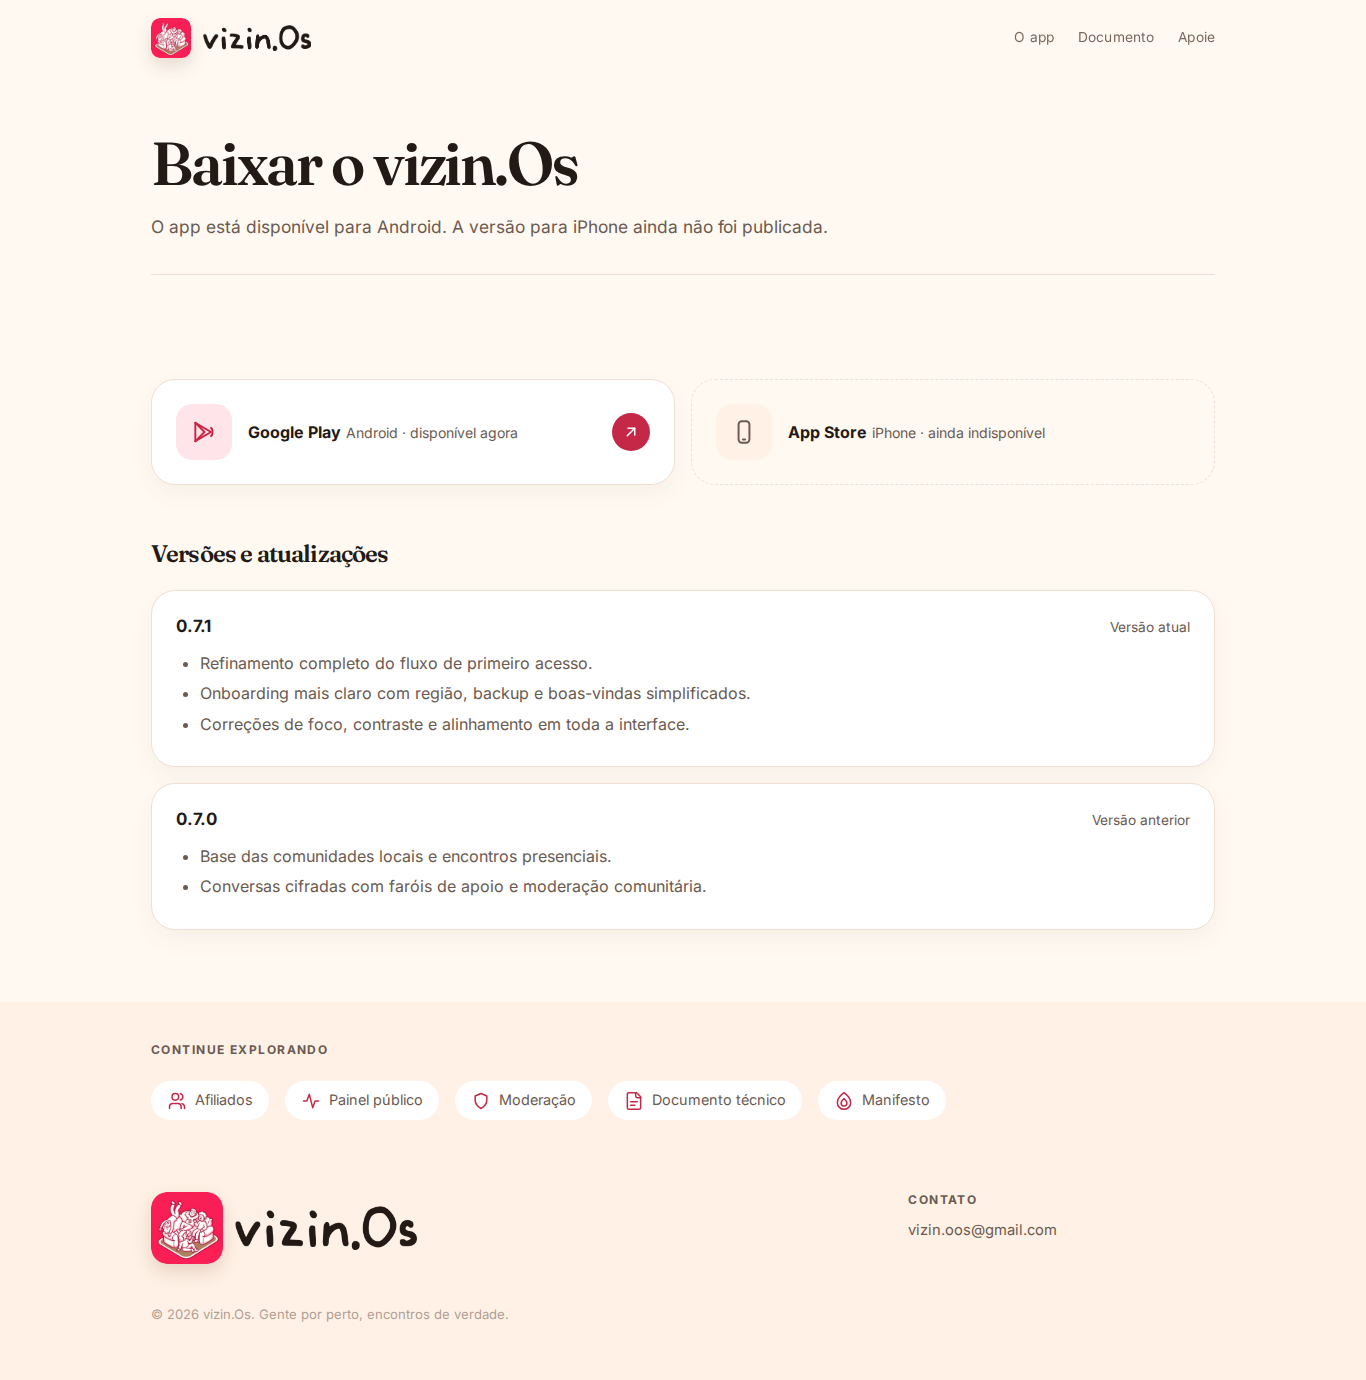 vizin.Os
O app Documento Apoie
Baixar o vizin.Os
O app está disponível para Android. A versão para iPhone ainda não foi publicada.
Google Play Android · disponível agora
App Store iPhone · ainda indisponível
Versões e atualizações
0.7.1 Versão atual
• Refinamento completo do fluxo de primeiro acesso.
• Onboarding mais claro com região, backup e boas-vindas simplificados.
• Correções de foco, contraste e alinhamento em toda a interface.
0.7.0 Versão anterior
• Base das comunidades locais e encontros presenciais.
• Conversas cifradas com faróis de apoio e moderação comunitária.
CONTINUE EXPLORANDO
Afiliados Painel público Moderação Documento técnico Manifesto
vizin.Os
CONTATO
vizin.oos@gmail.com
© 2026 vizin.Os. Gente por perto, encontros de verdade.